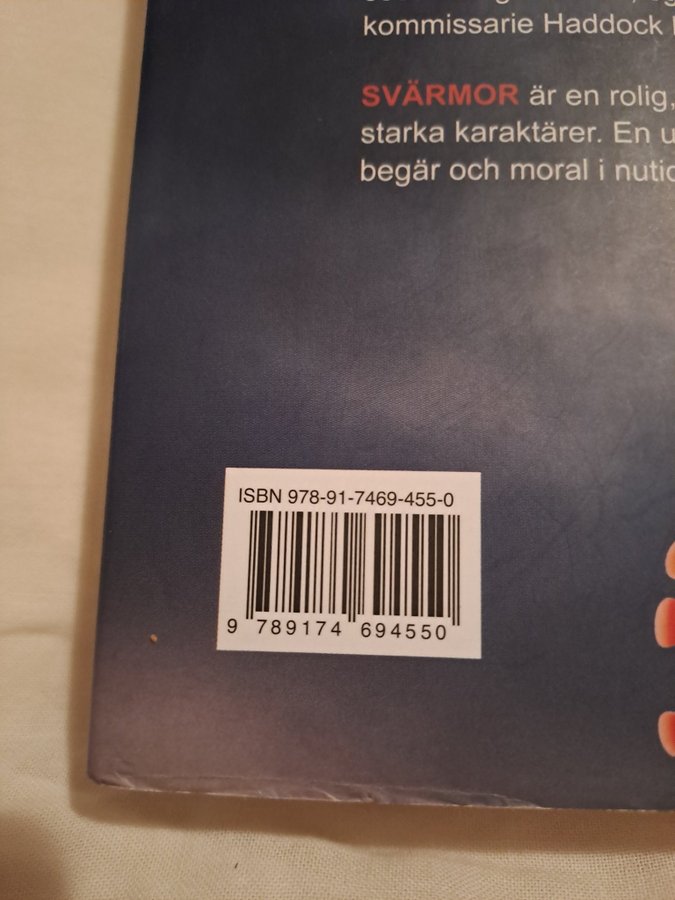 kommissarie Haddock
SVÄRMOR är en rolig,
starka karaktärer. En
begär och moral i
ISBN 978-91-7469-455-0
9 789174 694550